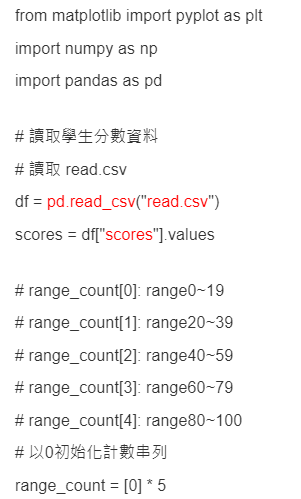 from matplotlib import pyplot as plt
import numpy as np
import pandas as pd
# 讀取學生分數資料
# 讀取 read.csv
df = pd.read_csv("read.csv")
scores = df["scores"].values
# range_count[0]: range0~19
# range_count[1]: range20~39
# range_count[2]: range40~59
# range_count[3]: range60~79
# range_count[4]: range80~100
# 以0初始化計數串列
range_count = [0] * 5